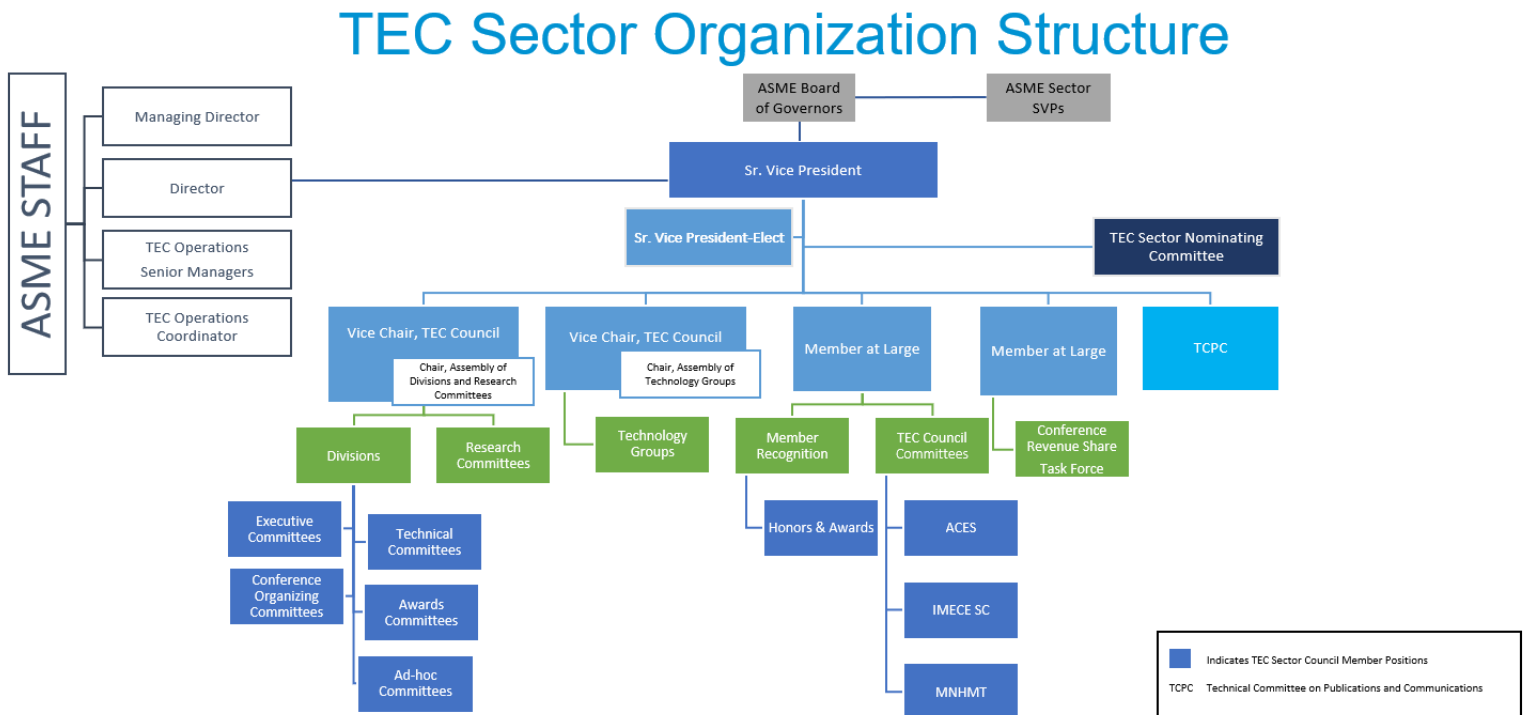 TEC Sector Organization Structure
ASME STAFF
Managing Director
Director
TEC Operations
Senior Managers
TEC Operations
Coordinator
ASME Board
of Governors
ASME Sector
SVPs
Sr. Vice President
Sr. Vice President-Elect
TEC Sector Nominating
Committee
Vice Chair, TEC Council
Chair, Assembly of
Divisions and Research
Committees
Vice Chair, TEC Council
Chair, Assembly of
Technology Groups
Member at Large
Member at Large
TCPC
Divisions
Research
Committees
Technology
Groups
Member
Recognition
TEC Council
Committees
Conference
Revenue Share
Task Force
Executive
Committees
Technical
Committees
Conference
Organizing
Committees
Awards
Committees
Ad-hoc
Committees
Honors & Awards
ACES
IMECE SC
MNHMT
Indicates TEC Sector Council Member Positions
TCPC Technical Committee on Publications and Communications